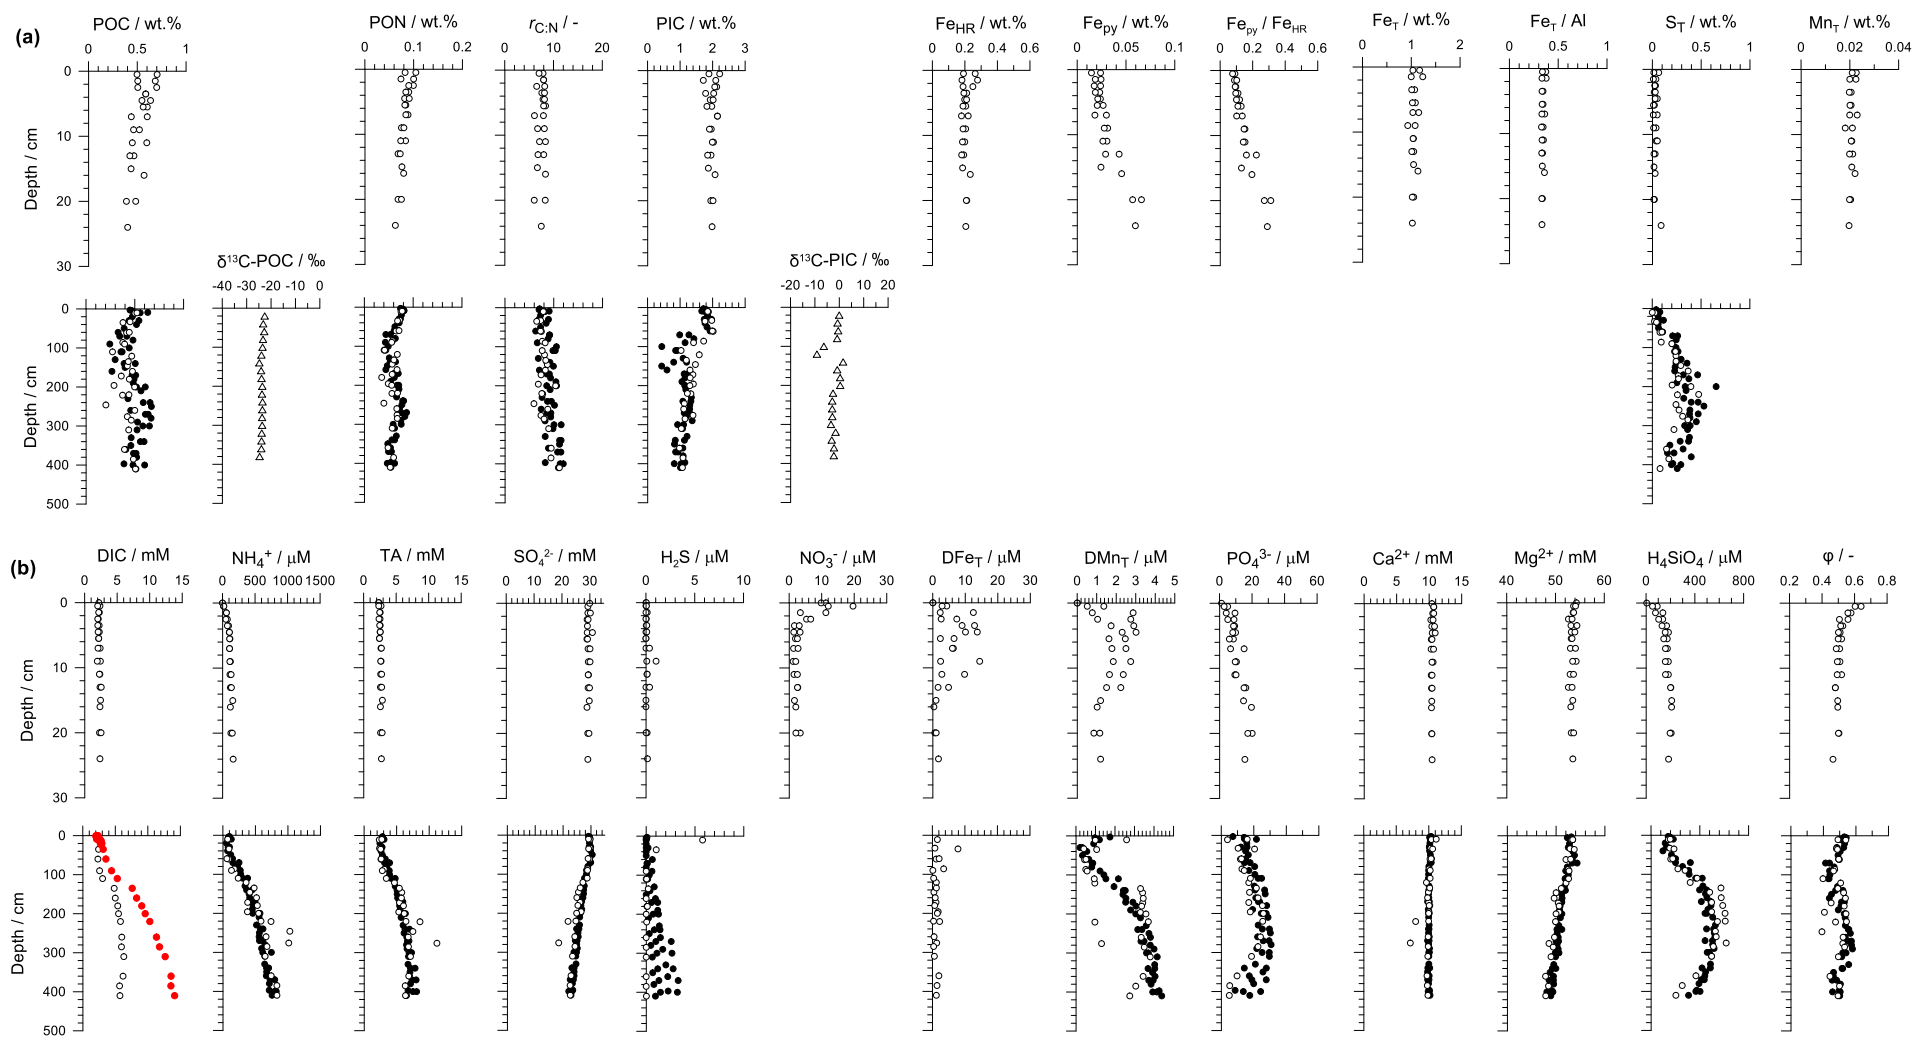 (a)
POC / wt.% PON / wt.% rC:N / - PIC / wt.% FeHR / wt.% Fepy / wt.% Fepy / FeHR FeT / wt.% FeT / Al ST / wt.% MnT / wt.%
0 0.5 1 0 0.1 0.2 0 10 20 0 1 2 3 0 0.2 0.4 0.6 0 0.05 0.1 0 0.2 0.4 0.6 0 1 2 0 0.5 1 0 0.5 1 0 0.02 0.04
0
10
20
30
Depth / cm
δ¹³C-POC / ‰ δ¹³C-PIC / ‰
-40 -30 -20 -10 0 -20 -10 0 10 20
0
100
200
300
400
500
Depth / cm
(b)
DIC / mM NH₄⁺ / μM TA / mM SO₄²⁻ / mM H₂S / μM NO₃⁻ / μM DFeT / μM DMnT / μM PO₄³⁻ / μM Ca²⁺ / mM Mg²⁺ / mM H₄SiO₄ / μM φ / -
0 5 10 15 0 500 1000 1500 0 5 10 15 0 10 20 30 0 5 10 0 10 20 30 0 10 20 30 0 1 2 3 4 5 0 20 40 60 0 5 10 15 40 50 60 0 400 800 0.2 0.4 0.6 0.8
0
10
20
30
Depth / cm
0
100
200
300
400
500
Depth / cm